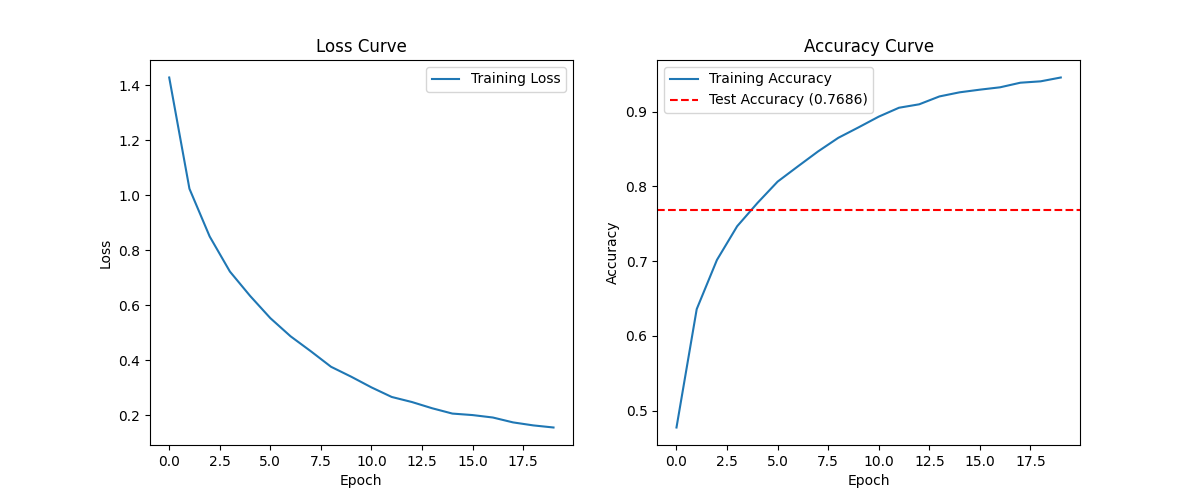 Loss Curve
Training Loss
1.4
1.2
1.0
0.8
0.6
0.4
0.2
Loss
0.0 2.5 5.0 7.5 10.0 12.5 15.0 17.5
Epoch
Accuracy Curve
Training Accuracy
Test Accuracy (0.7686)
0.9
0.8
0.7
0.6
0.5
Accuracy
0.0 2.5 5.0 7.5 10.0 12.5 15.0 17.5
Epoch